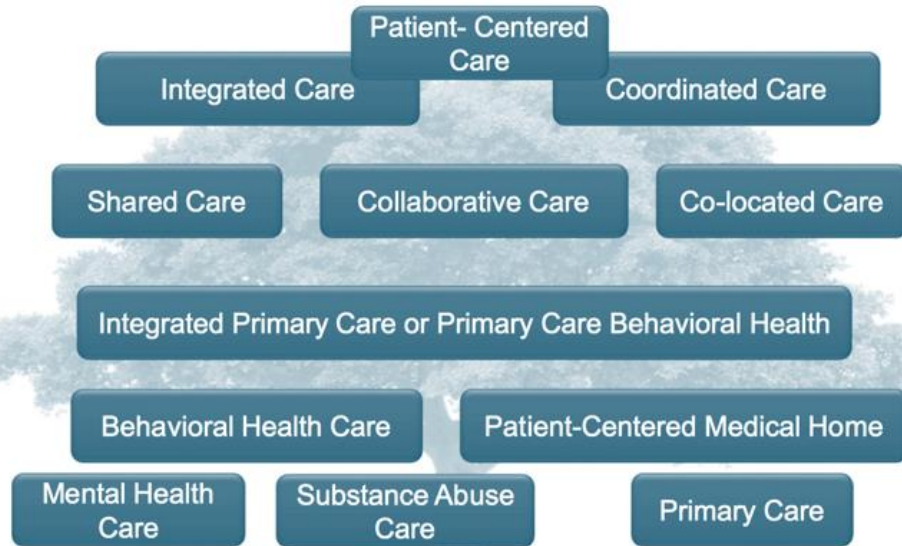 Patient- Centered
Care
Integrated Care
Coordinated Care
Shared Care
Collaborative Care
Co-located Care
Integrated Primary Care or Primary Care Behavioral Health
Behavioral Health Care
Patient-Centered Medical Home
Mental Health
Care
Substance Abuse
Care
Primary Care